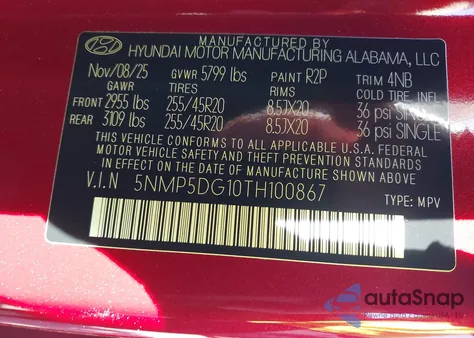 MANUFACTURED BY
HYUNDAI MOTOR MANUFACTURING ALABAMA, LLC
Nov/08/25 GVWR 5799 lbs PAINT R2P TRIM 4NB
GAWR TIRES RIMS COLD TIRE INFL
FRONT 2955 lbs 255/45R20 8.5JX20 36 psi SINGLE
REAR 3109 lbs 255/45R20 8.5JX20 36 psi SINGLE
THIS VEHICLE CONFORMS TO ALL APPLICABLE U.S.A. FEDERAL
MOTOR VEHICLE SAFETY AND THEFT PREVENTION STANDARDS
IN EFFECT ON THE DATE OF MANUFACTURE SHOWN ABOVE.
V.I.N 5NMP5DG10TH100867
TYPE: MPV
autoSnap